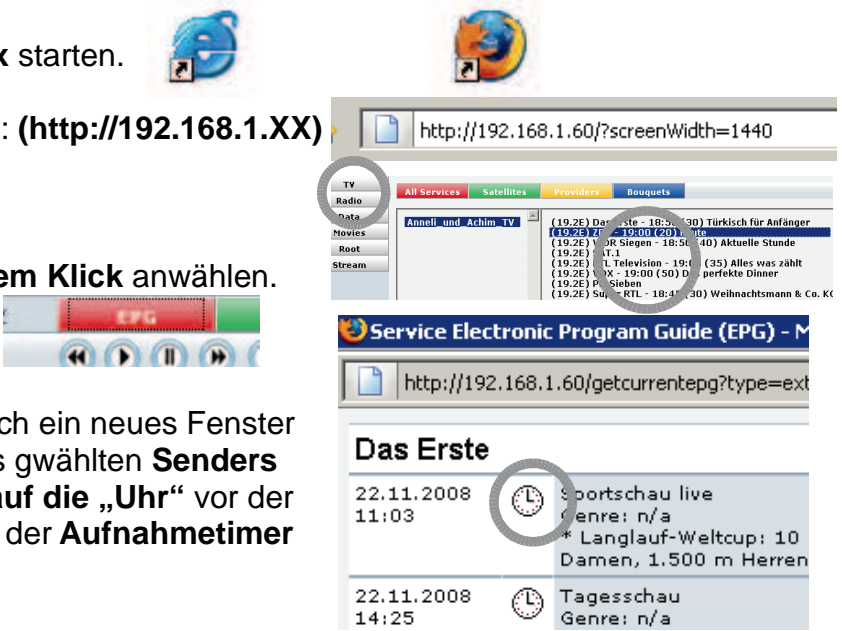 x starten.
: (http://192.168.1.XX)
http://192.168.1.60/?screenWidth=1440
TV
Radio
Data
Movies
Root
Stream
All Services Satellites Providers Bouquets
Anneli_und_Achim_TV
(19.2E) Das Erste - 18:50 (30) Türkisch für Anfänger
(19.2E) ZDF - 19:00 (20) heute
(19.2E) WDR Siegen - 18:50 (40) Aktuelle Stunde
(19.2E) SAT.1
(19.2E) RTL Television - 19:05 (35) Alles was zählt
(19.2E) VOX - 19:00 (50) Das perfekte Dinner
(19.2E) ProSieben
(19.2E) Super RTL - 18:45 (30) Weihnachtsmann & Co. KG
em Klick anwählen.
EPG
Service Electronic Program Guide (EPG) - M
http://192.168.1.60/getcurrentepg?type=ext
ch ein neues Fenster
s gwählten Senders
auf die „Uhr“ vor der
der Aufnahmetimer
Das Erste
22.11.2008
11:03
Sportschau live
Genre: n/a
* Langlauf-Weltcup: 10
Damen, 1.500 m Herren
22.11.2008
14:25
Tagesschau
Genre: n/a